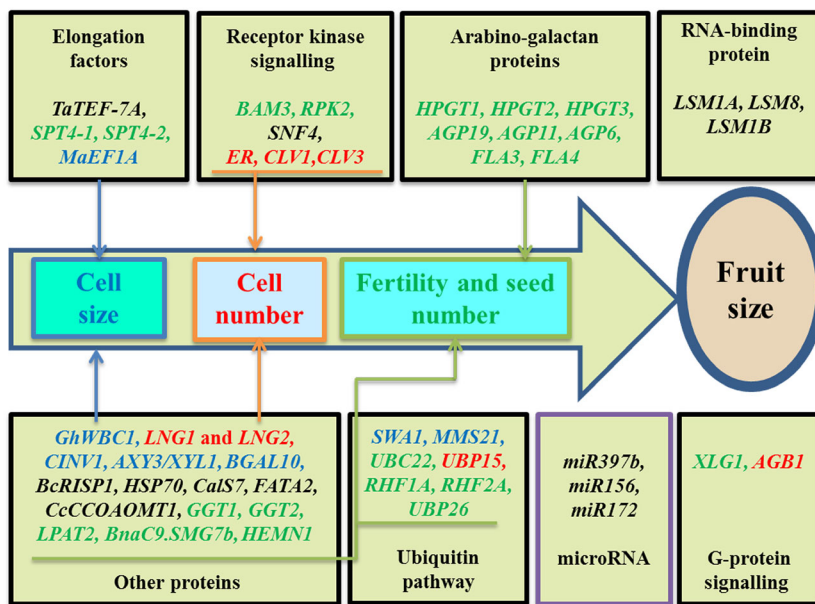 Elongation
factors
TaTEF-7A,
SPT4-1, SPT4-2,
MaEF1A
Receptor kinase
signalling
BAM3, RPK2,
SNF4,
ER, CLV1,CLV3
Arabino-galactan
proteins
HPGT1, HPGT2, HPGT3,
AGP19, AGP11, AGP6,
FLA3, FLA4
RNA-binding
protein
LSM1A, LSM8,
LSM1B
Cell
size
Cell
number
Fertility and seed
number
Fruit
size
GhWBC1, LNG1 and LNG2,
CINV1, AXY3/XYL1, BGAL10,
BcRISP1, HSP70, CalS7, FATA2,
CcCCOAOMT1, GGT1, GGT2,
LPAT2, BnaC9.SMG7b, HEMN1
Other proteins
SWA1, MMS21,
UBC22, UBP15,
RHF1A, RHF2A,
UBP26
Ubiquitin
pathway
miR397b,
miR156,
miR172
microRNA
XLG1, AGB1
G-protein
signalling